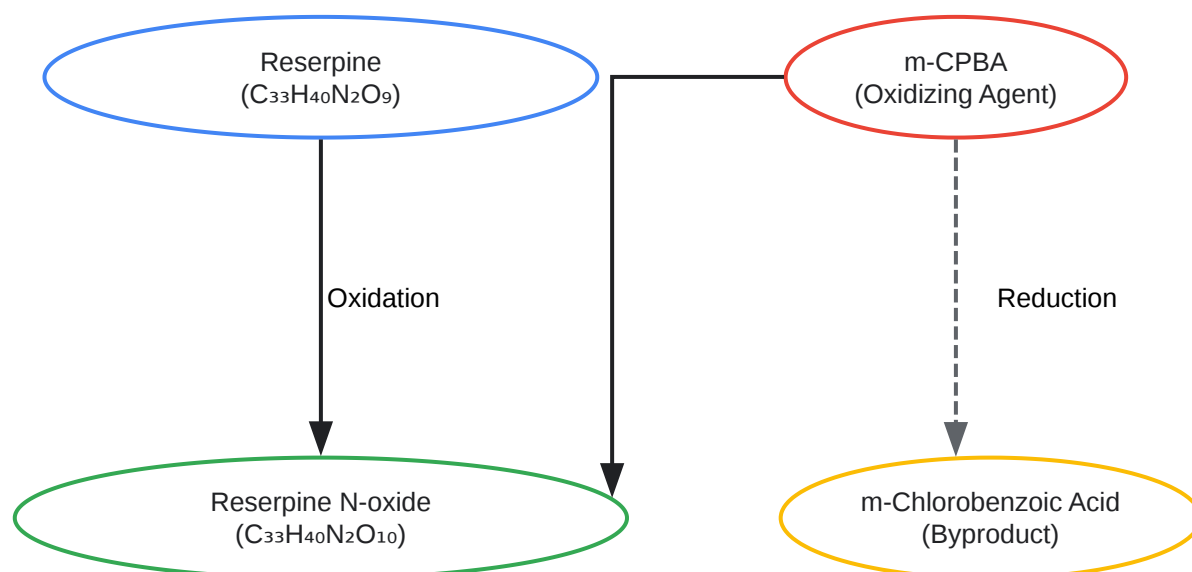 Reserpine
(C₃₃H₄₀N₂O₉)
m-CPBA
(Oxidizing Agent)
Oxidation
Reduction
Reserpine N-oxide
(C₃₃H₄₀N₂O₁₀)
m-Chlorobenzoic Acid
(Byproduct)